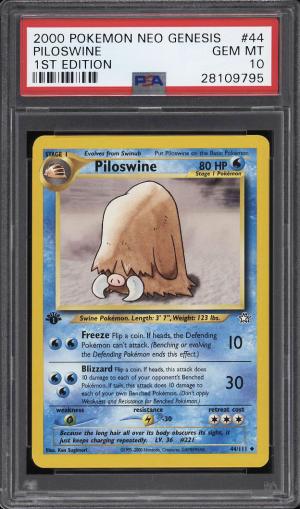 2000 POKEMON NEO GENESIS #44
PILOSWINE GEM MT
1ST EDITION 10
PSA 28109795
STAGE 1 Evolves from Swinub Put Piloswine on the Basic Pokémon
Piloswine 80 HP
Stage 1 Pokémon
Swine Pokémon. Length: 3' 7", Weight: 123 lbs.
Freeze Flip a coin. If heads, the Defending
Pokémon can't attack. (Benching or evolving
the Defending Pokémon ends this effect.)
10
Blizzard Flip a coin. If heads, this attack does
10 damage to each of your opponent's Benched
Pokémon. If tails, this attack does 10 damage to
each of your own Benched Pokémon. (Don't apply
Weakness and Resistance for Benched Pokémon.)
30
weakness resistance retreat cost
-30
Because the long hair all over its body obscures its sight, it
just keeps charging repeatedly. LV. 36 #221
Illus. Ken Sugimori
44/111